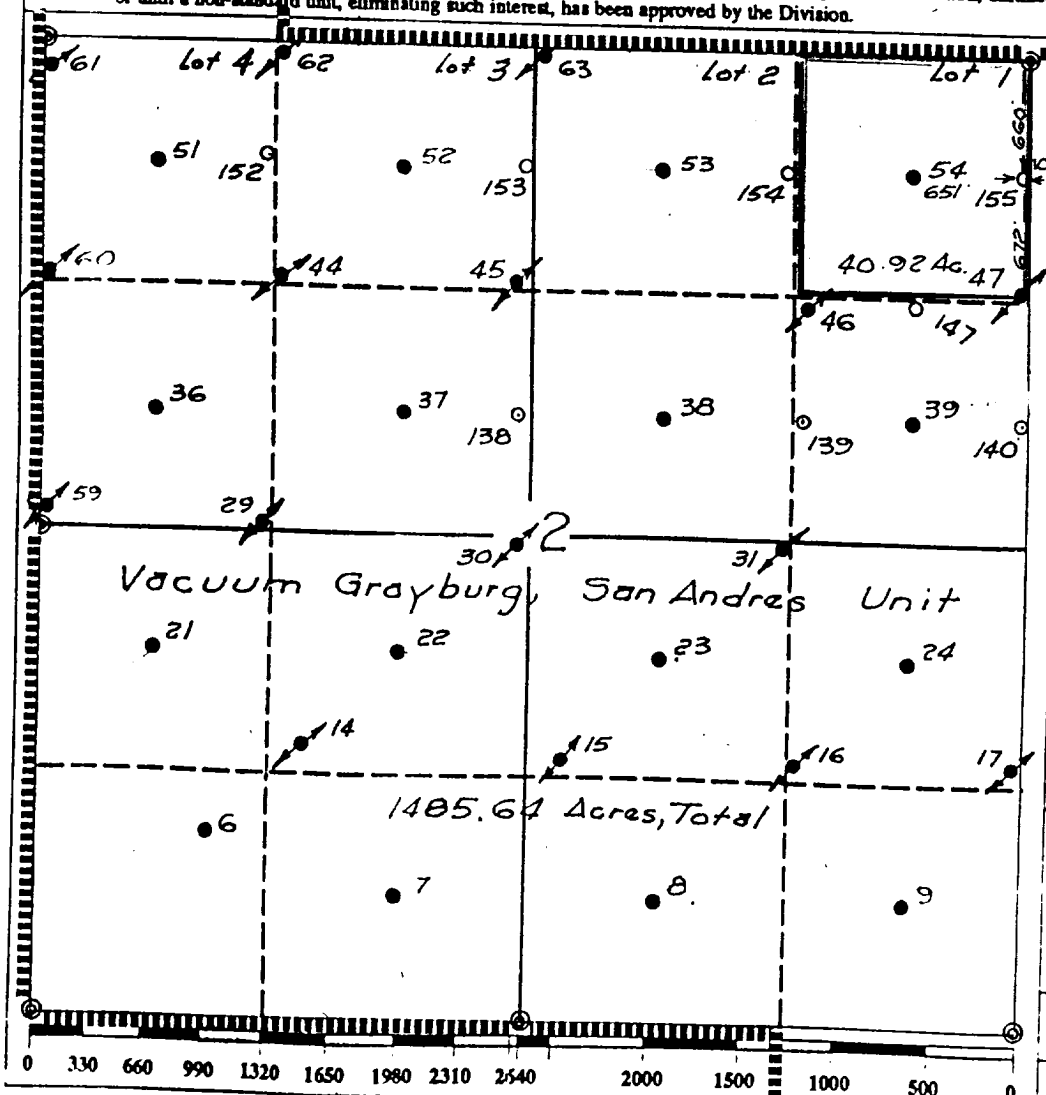 or until a non-standard unit, eliminating such interest, has been approved by the Division.
61 Lot 4 62 Lot 3 63 Lot 2 Lot 1
660'
51 152 52 153 53 154 54 155
651'
672'
60 44 45 40.92 Ac. 47
46 147
36 37 138 38 139 39 140
59 29 30 2 31
Vacuum Grayburg, San Andres Unit
21 22 23 24
14 15 16 17
1485.64 Acres, Total
6 7 8 9
0 330 660 990 1320 1650 1980 2310 2640 2000 1500 1000 500 0